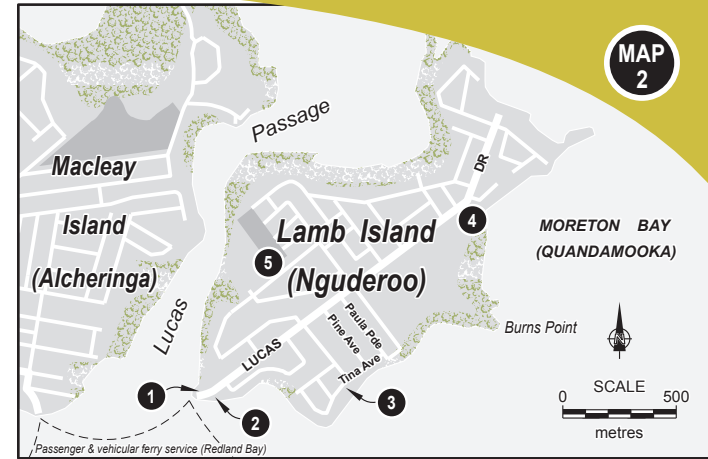 MAP
2
Passage
Macleay
Island
(Alcheringa)
Lucas
Lamb Island
(Nguderoo)
DR
4
5
MORETON BAY
(QUANDAMOOKA)
Burns Point
LUCAS
Paula Pde
Pine Ave
Tina Ave
1
2
3
SCALE
0 500
metres
Passenger & vehicular ferry service (Redland Bay)